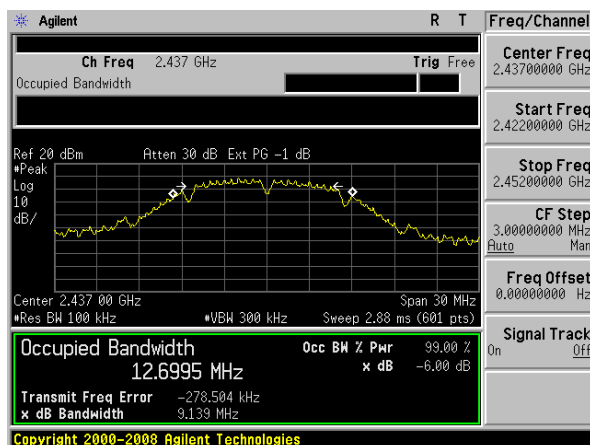 Agilent R T Freq/Channel
Ch Freq 2.437 GHz Trig Free
Occupied Bandwidth
Center Freq
2.43700000 GHz
Start Freq
2.42200000 GHz
Stop Freq
2.45200000 GHz
CF Step
3.00000000 MHz
Auto Man
Freq Offset
0.00000000 Hz
Signal Track
On Off
Ref 20 dBm Atten 30 dB Ext PG -1 dB
#Peak
Log
10
dB/
Center 2.437 00 GHz Span 30 MHz
#Res BW 100 kHz #VBW 300 kHz Sweep 2.88 ms (601 pts)
Occupied Bandwidth Occ BW % Pwr 99.00 %
12.6995 MHz x dB -6.00 dB
Transmit Freq Error -278.504 kHz
x dB Bandwidth 9.139 MHz
Copyright 2000-2008 Agilent Technologies